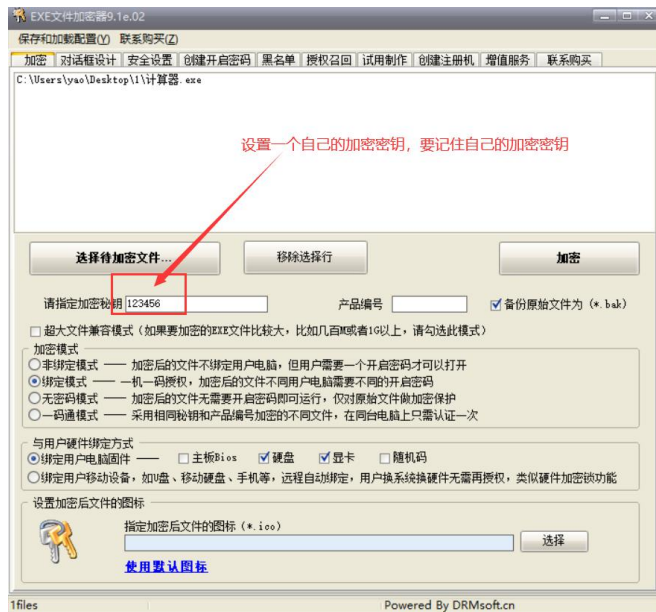 EXE文件加密器9.1e.02
保存和加载配置(Y) 联系购买(Z)
加密 对话框设计 安全设置 创建开启密码 黑名单 授权召回 试用制作 创建注册机 增值服务 联系购买
C:\Users\yao\Desktop\1\计算器.exe
设置一个自己的加密密钥，要记住自己的加密密钥
选择待加密文件... 移除选择行 加密
请指定加密秘钥 123456 产品编号 备份原始文件为 (*.bak)
超大文件兼容模式（如果要加密的EXE文件比较大，比如几百M或者1G以上，请勾选此模式）
加密模式
非绑定模式 —— 加密后的文件不绑定用户电脑，但用户需要一个开启密码才可以打开
绑定模式 —— 一机一码授权，加密后的文件不同用户电脑需要不同的开启密码
无密码模式 —— 加密后的文件无需要开启密码即可运行，仅对原始文件做加密保护
一码通模式 —— 采用相同秘钥和产品编号加密的不同文件，在同台电脑上只需认证一次
与用户硬件绑定方式
绑定用户电脑固件 —— 主板Bios 硬盘 显卡 随机码
绑定用户移动设备，如U盘、移动硬盘、手机等，远程自动绑定，用户换系统换硬件无需再授权，类似硬件加密锁功能
设置加密后文件的图标
指定加密后文件的图标 (*.ico)
选择
使用默认图标
1files Powered By DRMsoft.cn